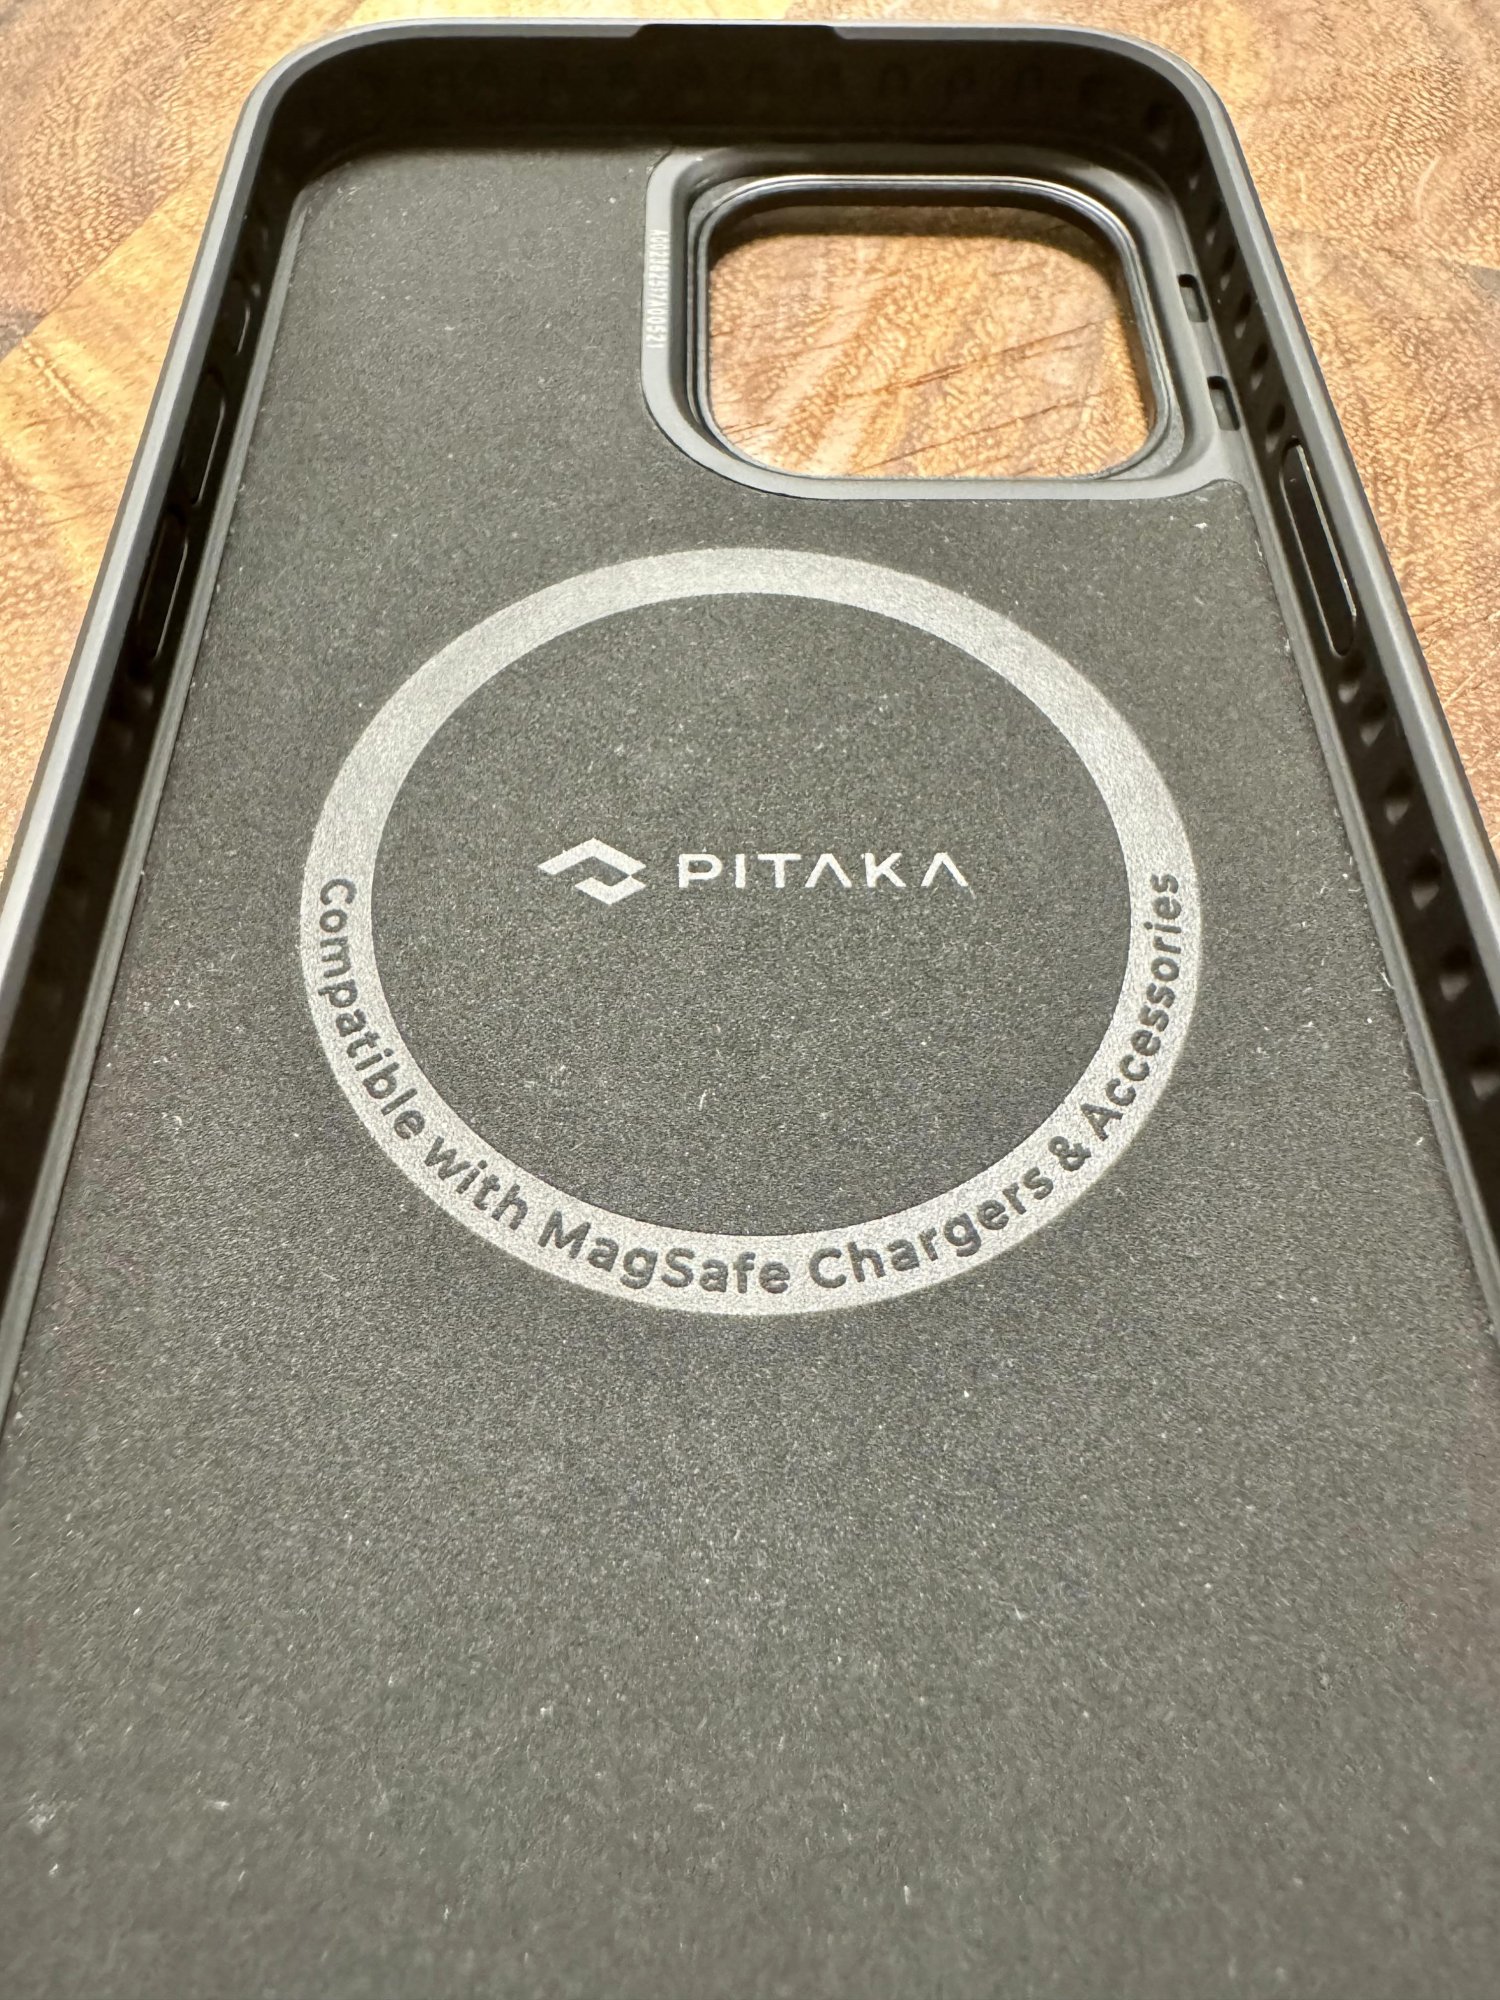 PITAKA
Compatible with MagSafe Chargers & Accessories